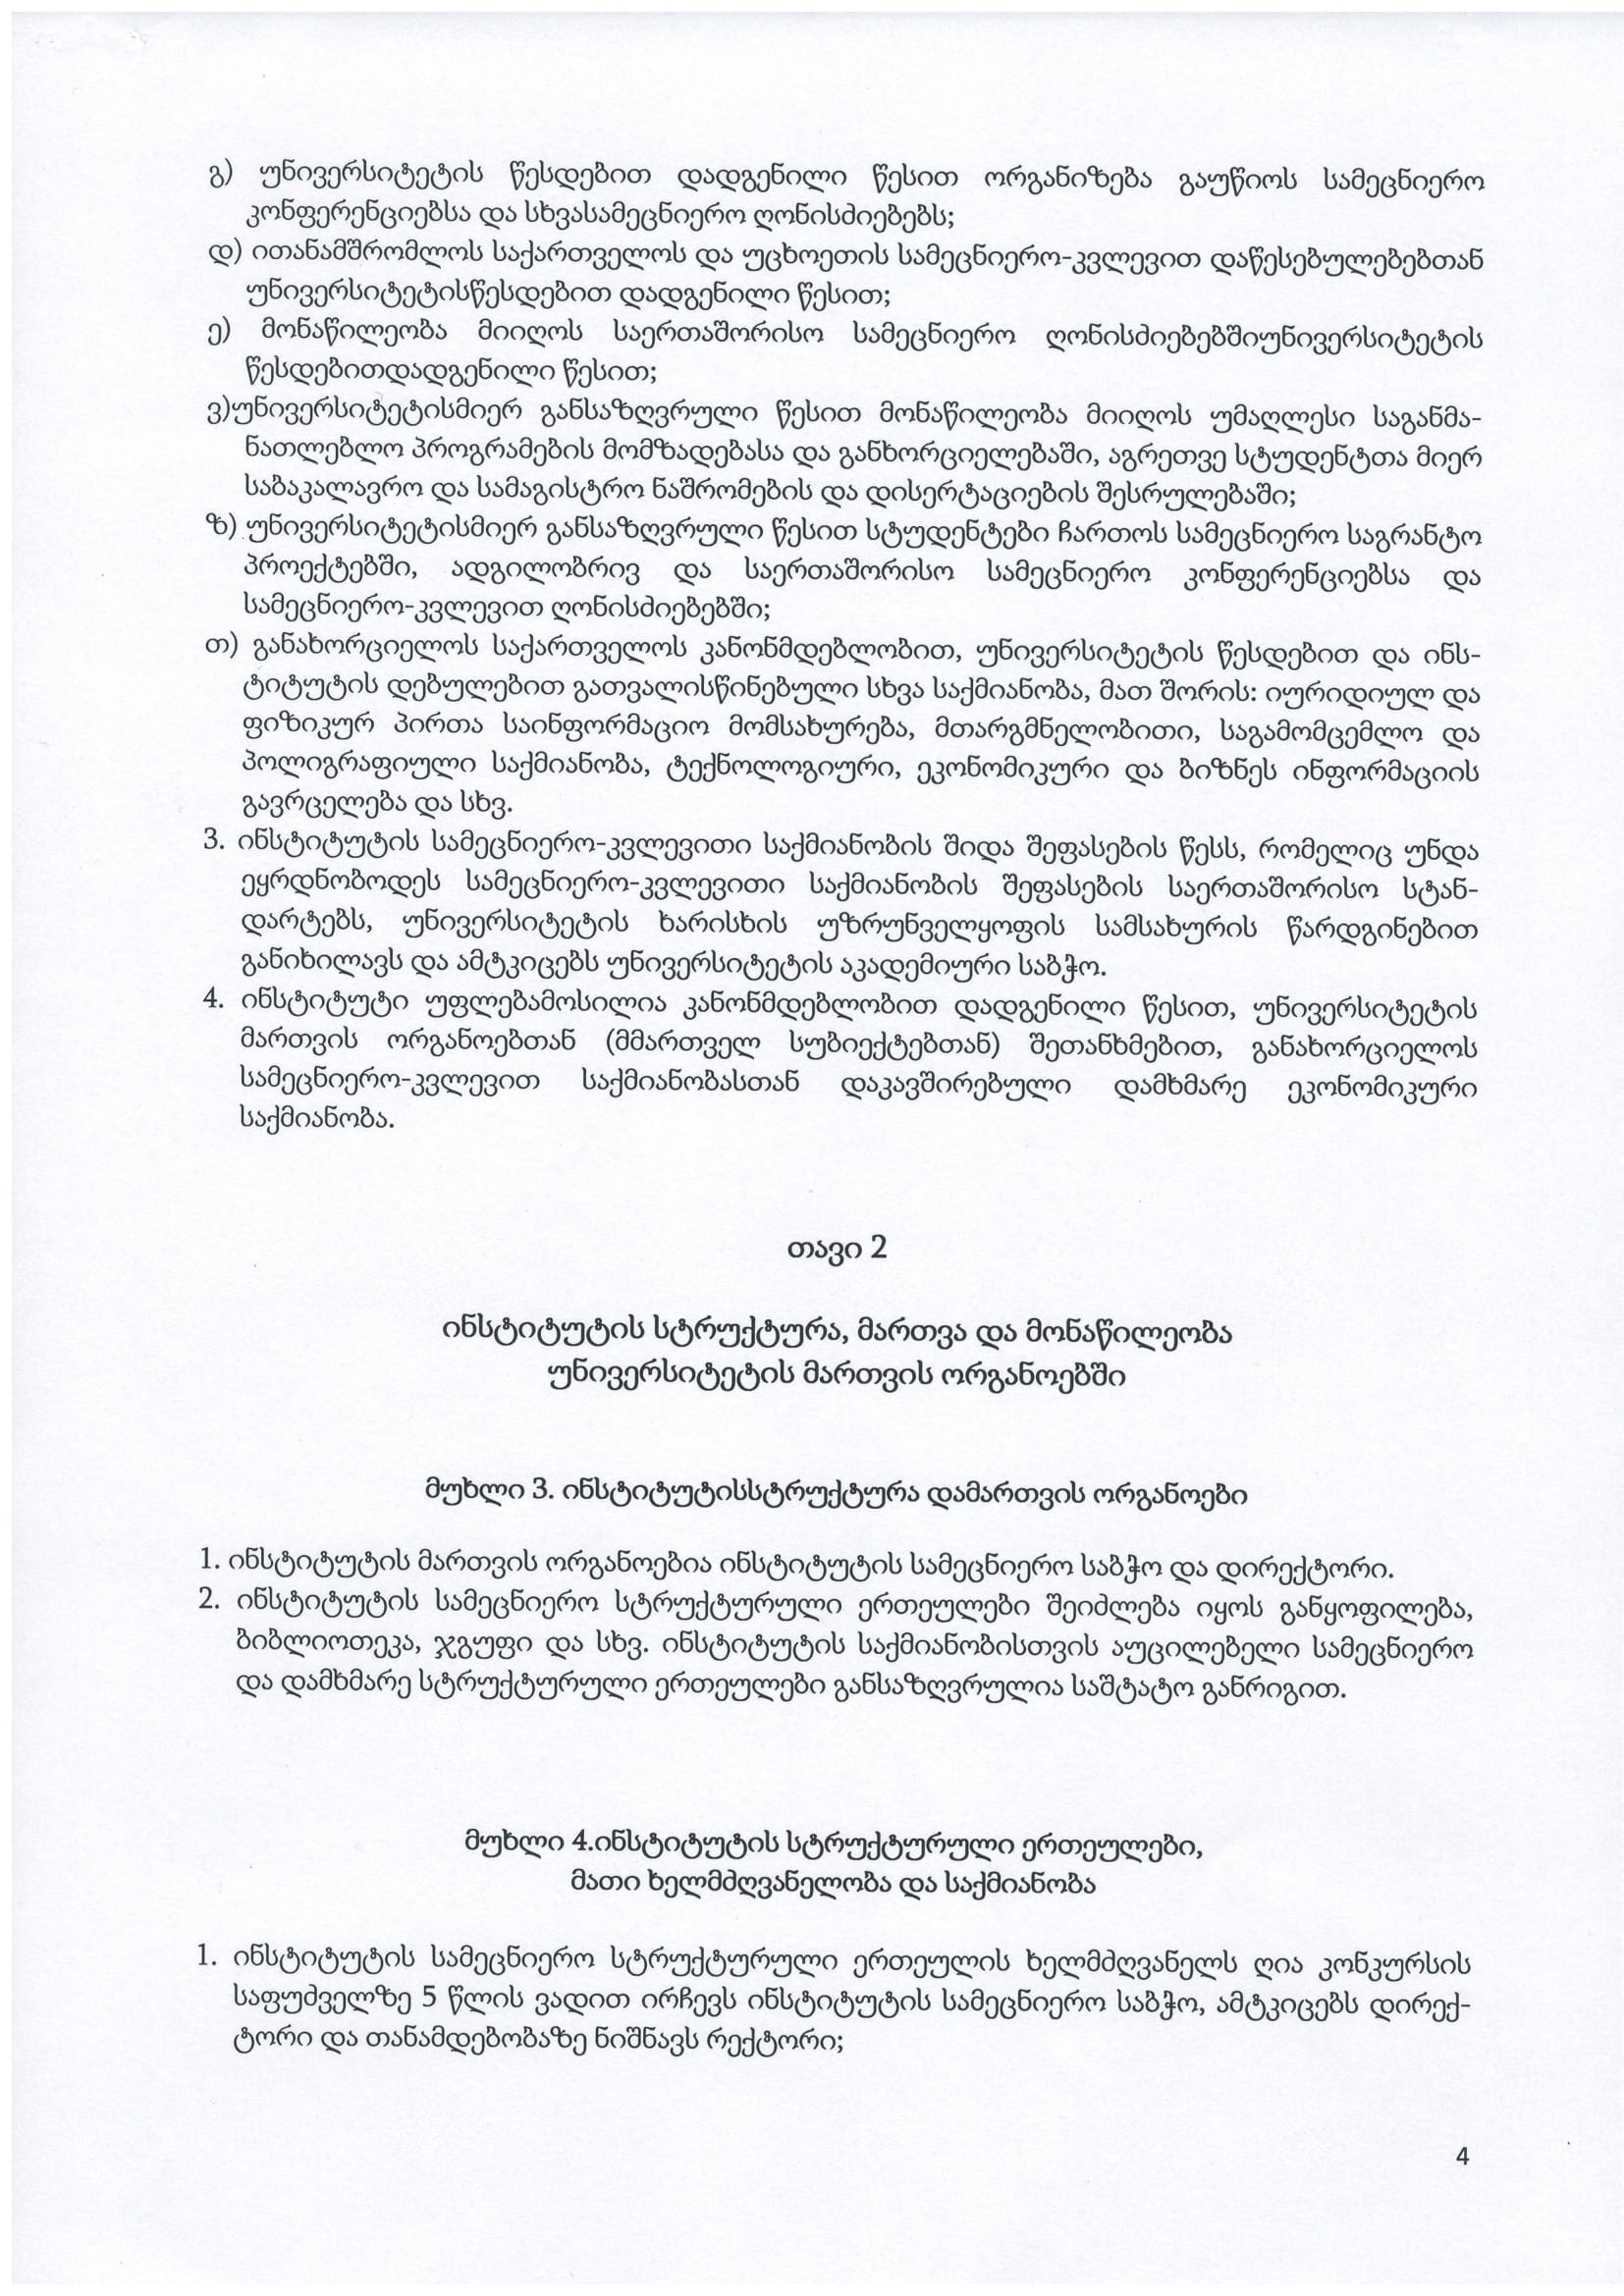 გ) უნივერსიტეტის წესდებით დადგენილი წესით ორგანიზება გაუწიოს სამეცნიერო
კონფერენციებსა და სხვასამეცნიერო ღონისძიებებს;
დ) ითანამშრომლოს საქართველოს და უცხოეთის სამეცნიერო-კვლევით დაწესებულებებთან
უნივერსიტეტისწესდებით დადგენილი წესით;
ე) მონაწილეობა მიიღოს საერთაშორისო სამეცნიერო ღონისძიებებშიუნივერსიტეტის
წესდებითდადგენილი წესით;
ვ)უნივერსიტეტისმიერ განსაზღვრული წესით მონაწილეობა მიიღოს უმაღლესი საგანმა-
ნათლებლო პროგრამების მომზადებასა და განხორციელებაში, აგრეთვე სტუდენტთა მიერ
საბაკალავრო და სამაგისტრო ნაშრომების და დისერტაციების შესრულებაში;
ზ) უნივერსიტეტისმიერ განსაზღვრული წესით სტუდენტები ჩართოს სამეცნიერო საგრანტო
პროექტებში, ადგილობრივ და საერთაშორისო სამეცნიერო კონფერენციებსა და
სამეცნიერო-კვლევით ღონისძიებებში;
თ) განახორციელოს საქართველოს კანონმდებლობით, უნივერსიტეტის წესდებით და ინს-
ტიტუტის დებულებით გათვალისწინებული სხვა საქმიანობა, მათ შორის: იურიდიულ და
ფიზიკურ პირთა საინფორმაციო მომსახურება, მთარგმნელობითი, საგამომცემლო და
პოლიგრაფიული საქმიანობა, ტექნოლოგიური, ეკონომიკური და ბიზნეს ინფორმაციის
გავრცელება და სხვ.
3. ინსტიტუტის სამეცნიერო-კვლევითი საქმიანობის შიდა შეფასების წესს, რომელიც უნდა
ეყრდნობოდეს სამეცნიერო-კვლევითი საქმიანობის შეფასების საერთაშორისო სტან-
დარტებს, უნივერსიტეტის ხარისხის უზრუნველყოფის სამსახურის წარდგინებით
განიხილავს და ამტკიცებს უნივერსიტეტის აკადემიური საბჭო.
4. ინსტიტუტი უფლებამოსილია კანონმდებლობით დადგენილი წესით, უნივერსიტეტის
მართვის ორგანოებთან (მმართველ სუბიექტებთან) შეთანხმებით, განახორციელოს
სამეცნიერო-კვლევით საქმიანობასთან დაკავშირებული დამხმარე ეკონომიკური
საქმიანობა.
თავი 2
ინსტიტუტის სტრუქტურა, მართვა და მონაწილეობა
უნივერსიტეტის მართვის ორგანოებში
მუხლი 3. ინსტიტუტისსტრუქტურა დამართვის ორგანოები
1. ინსტიტუტის მართვის ორგანოებია ინსტიტუტის სამეცნიერო საბჭო და დირექტორი.
2. ინსტიტუტის სამეცნიერო სტრუქტურული ერთეულები შეიძლება იყოს განყოფილება,
ბიბლიოთეკა, ჯგუფი და სხვ. ინსტიტუტის საქმიანობისთვის აუცილებელი სამეცნიერო
და დამხმარე სტრუქტურული ერთეულები განსაზღვრულია საშტატო განრიგით.
მუხლი 4.ინსტიტუტის სტრუქტურული ერთეულები,
მათი ხელმძღვანელობა და საქმიანობა
1. ინსტიტუტის სამეცნიერო სტრუქტურული ერთეულის ხელმძღვანელს ღია კონკურსის
საფუძველზე 5 წლის ვადით ირჩევს ინსტიტუტის სამეცნიერო საბჭო, ამტკიცებს დირექ-
ტორი და თანამდებობაზე ნიშნავს რექტორი;
4